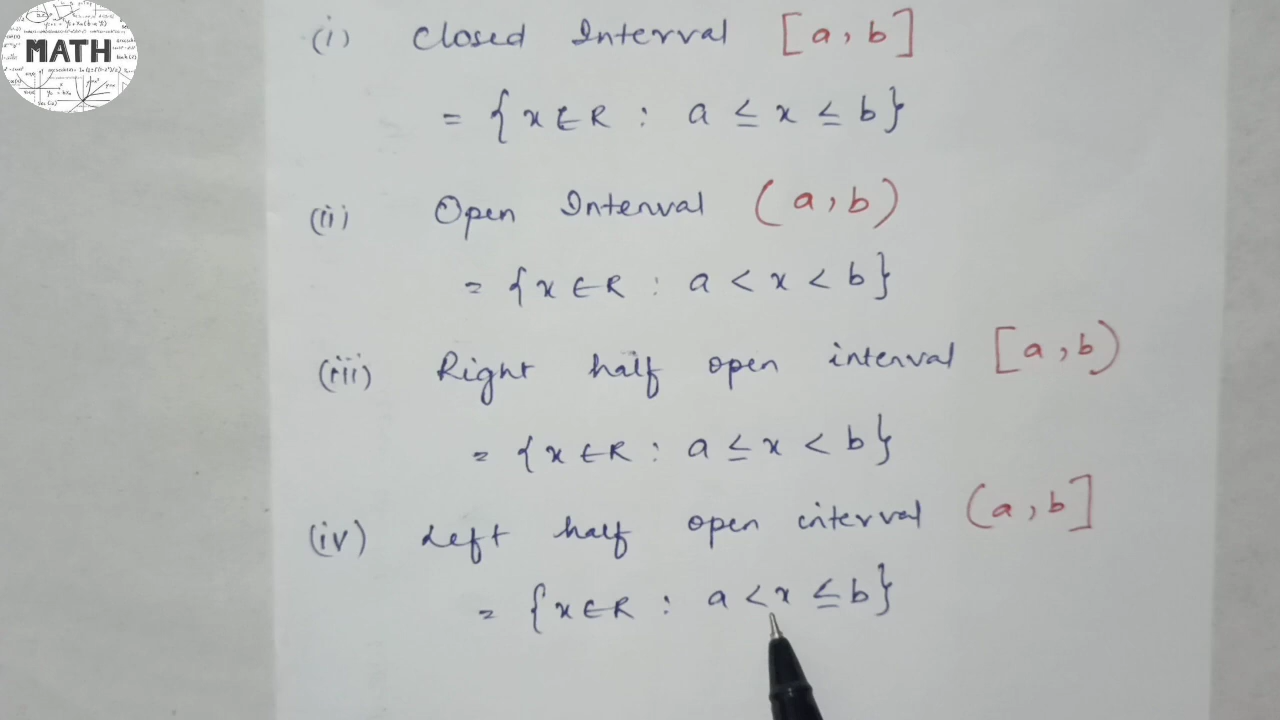 MATH
(i) Closed Interval [a, b]
= {x ∈ R : a ≤ x ≤ b}
(ii) Open Interval (a, b)
= {x ∈ R : a < x < b}
(iii) Right half open interval [a, b)
= {x ∈ R : a ≤ x < b}
(iv) Left half open interval (a, b]
= {x ∈ R : a < x ≤ b}